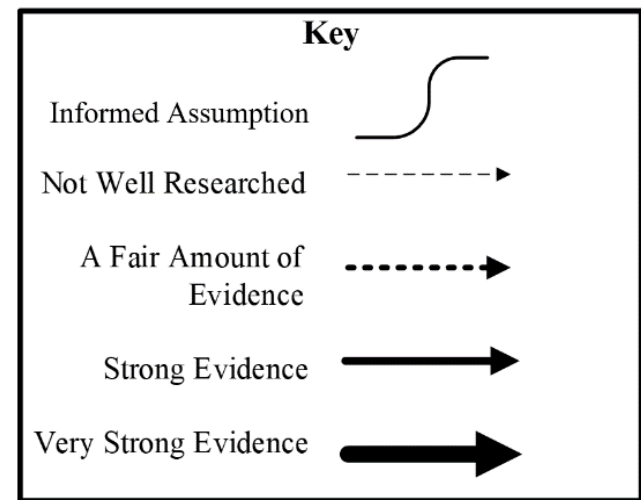 Key
Informed Assumption
Not Well Researched
A Fair Amount of
Evidence
Strong Evidence
Very Strong Evidence